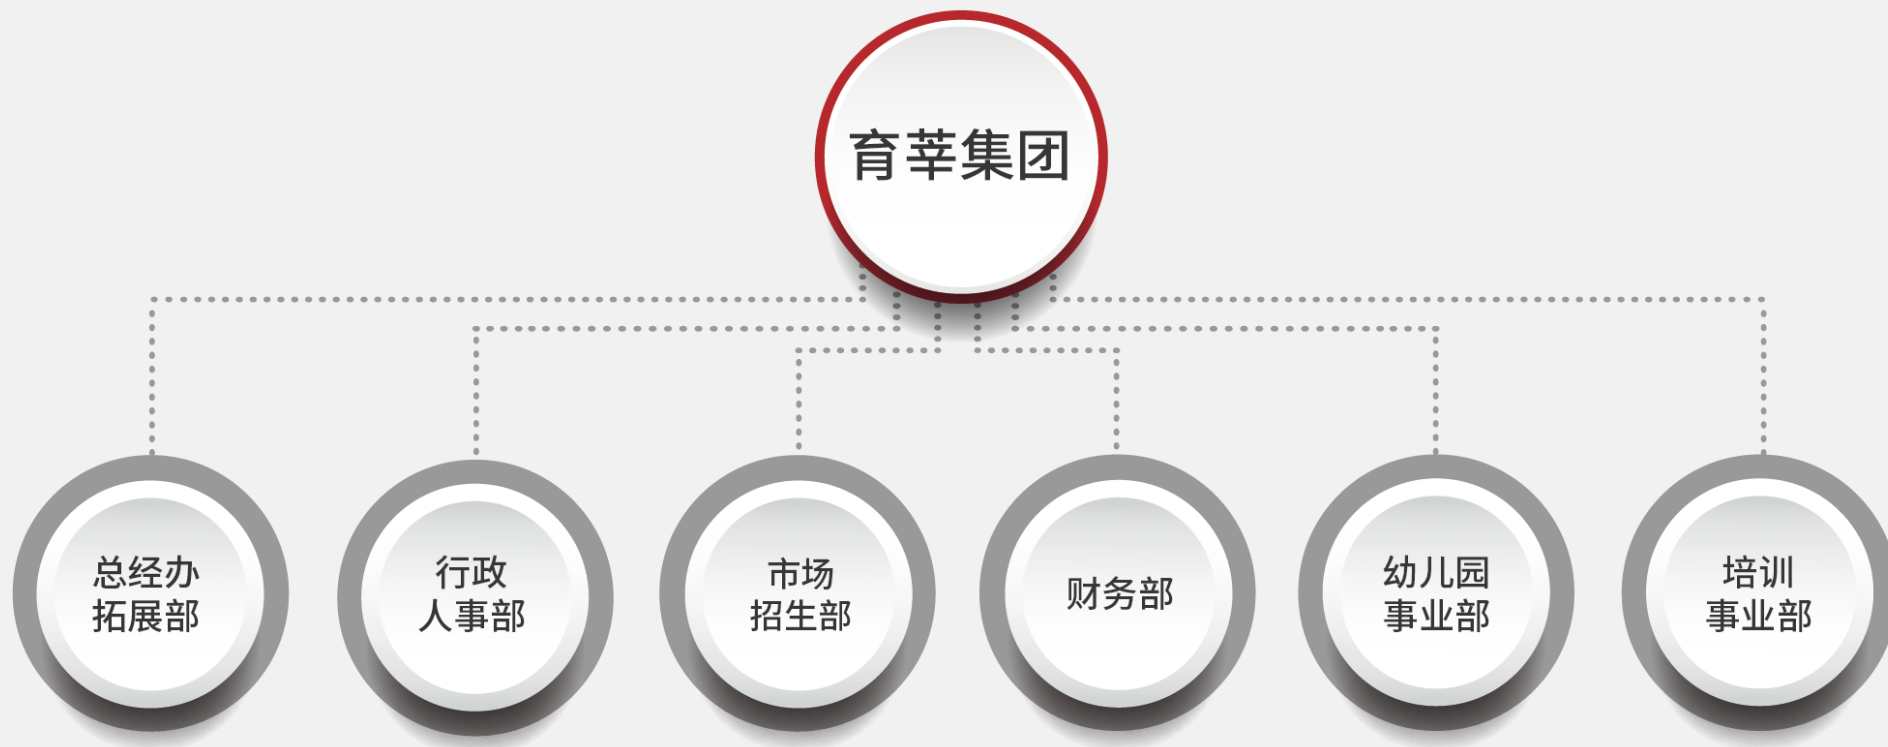 育莘集团
总经办
拓展部
行政
人事部
市场
招生部
财务部
幼儿园
事业部
培训
事业部